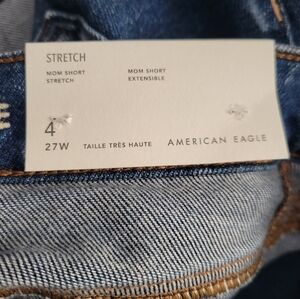 STRETCH
MOM SHORT MOM SHORT
STRETCH EXTENSIBLE
4
27W TAILLE TRÈS HAUTE AMERICAN EAGLE